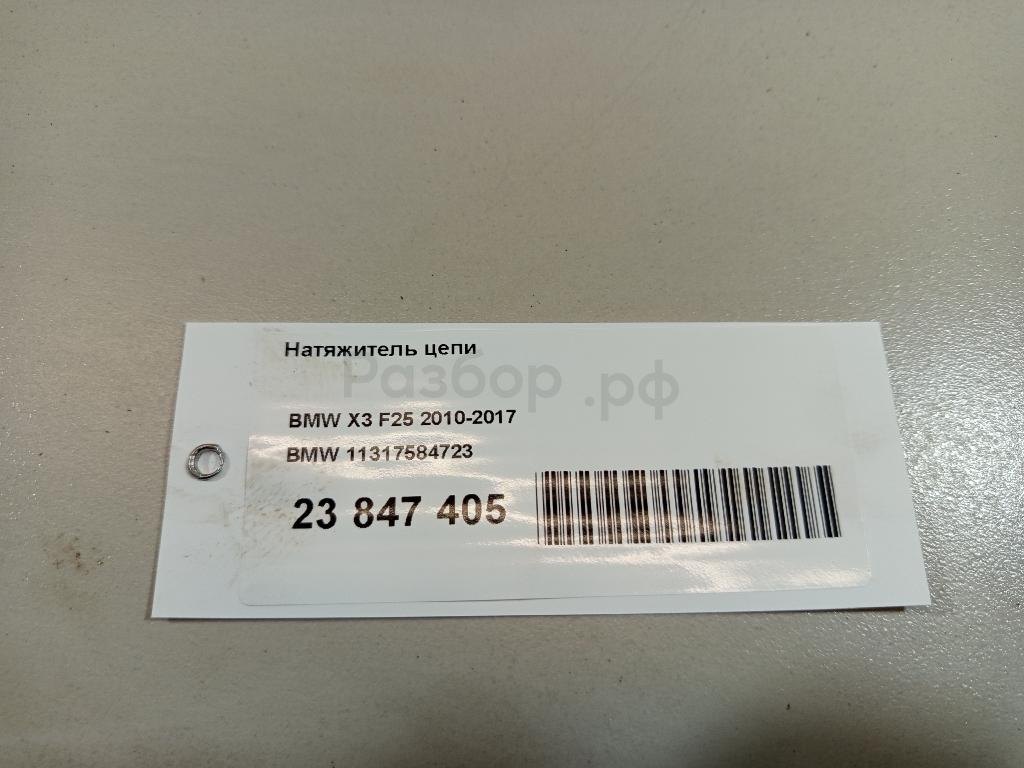 Натяжитель цепи
Разбор.рф
BMW X3 F25 2010-2017
BMW 11317584723
23 847 405